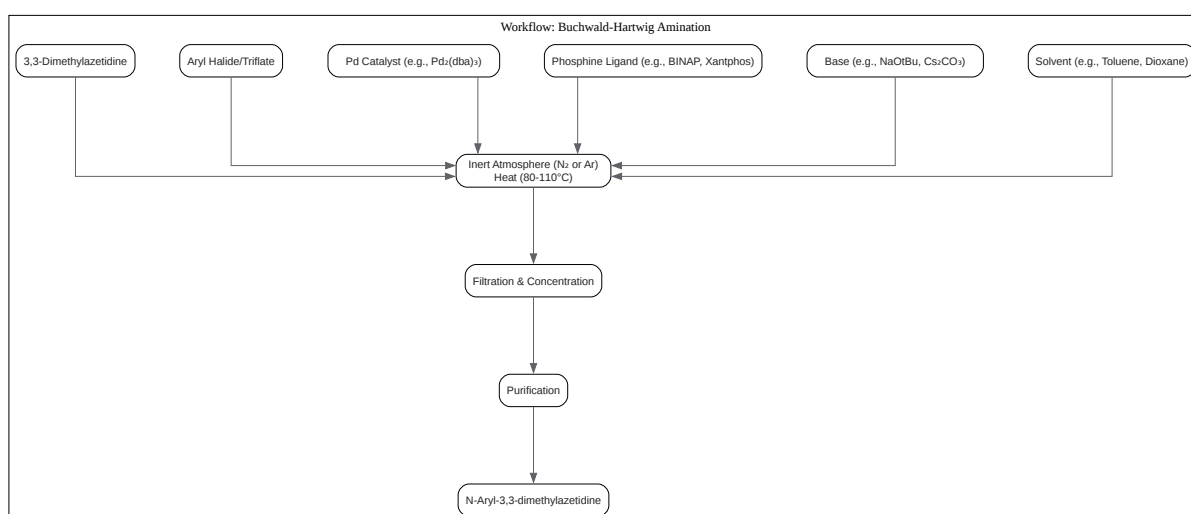 Workflow: Buchwald-Hartwig Amination
3,3-Dimethylazetidine
Aryl Halide/Triflate
Pd Catalyst (e.g., Pd₂(dba)₃)
Phosphine Ligand (e.g., BINAP, Xantphos)
Base (e.g., NaOtBu, Cs₂CO₃)
Solvent (e.g., Toluene, Dioxane)
Inert Atmosphere (N₂ or Ar)
Heat (80-110°C)
Filtration & Concentration
Purification
N-Aryl-3,3-dimethylazetidine